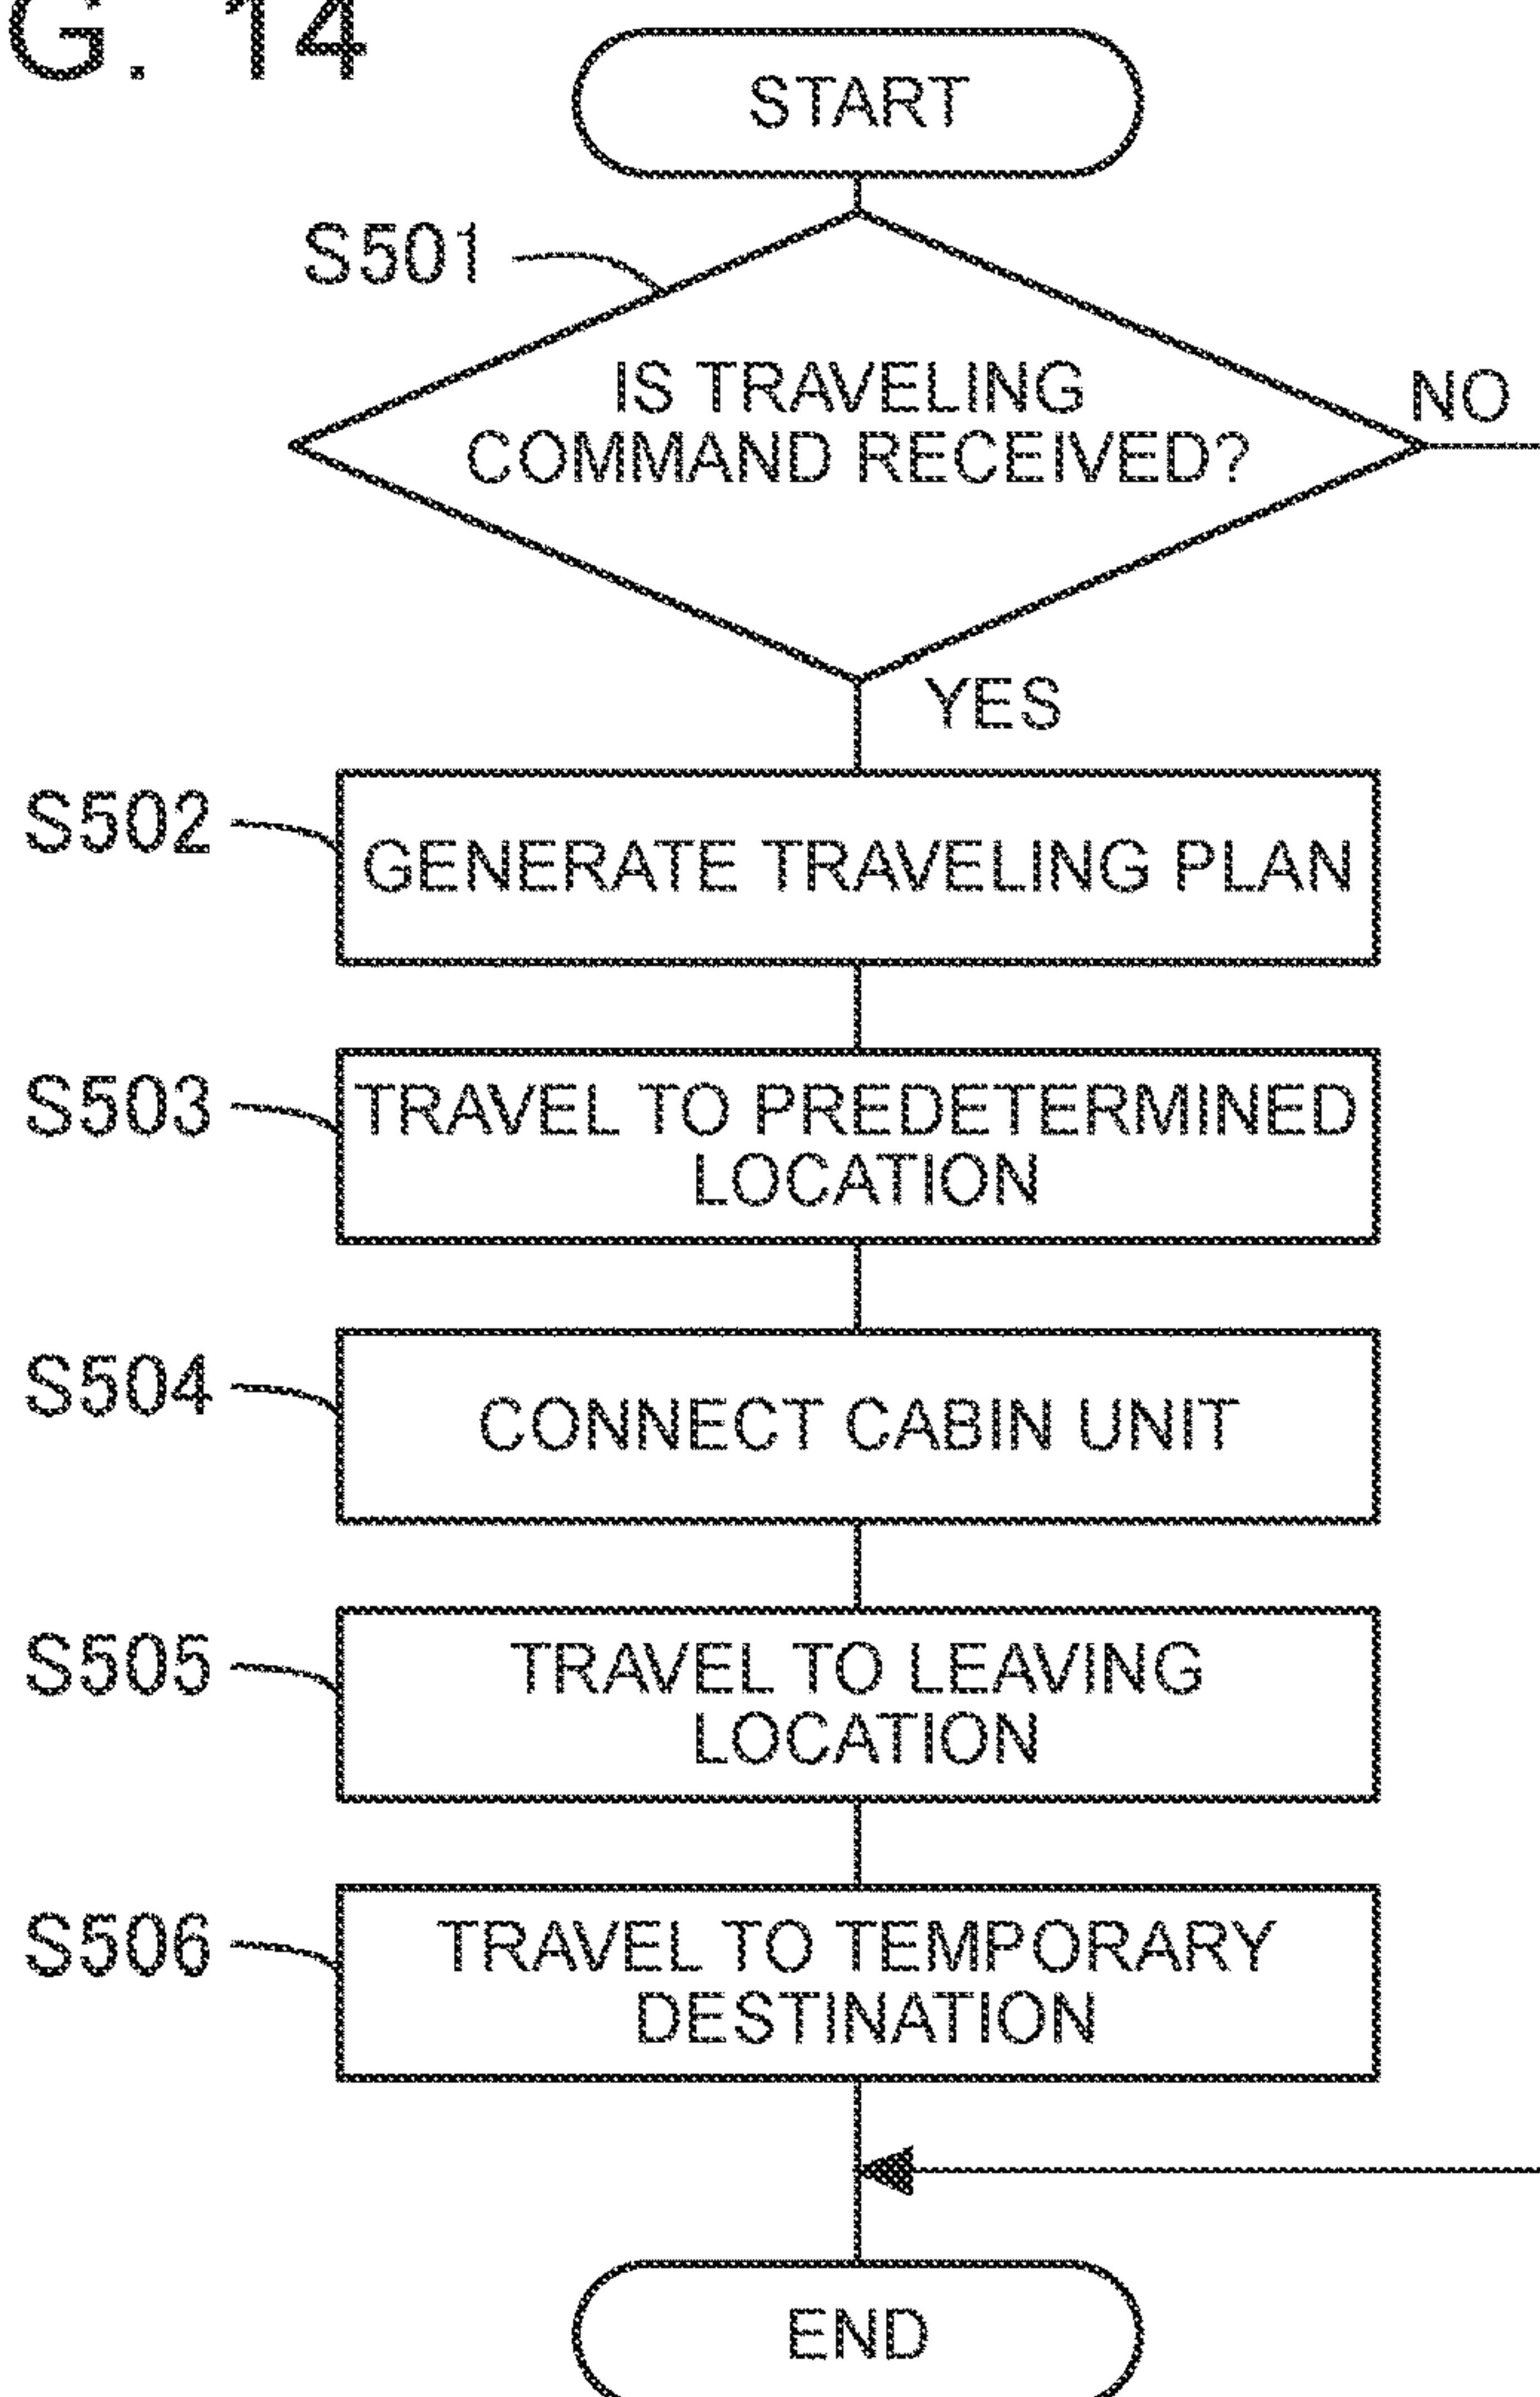 G. 14
START
S501
IS TRAVELING
COMMAND RECEIVED?
NO
YES
S502
GENERATE TRAVELING PLAN
S503
TRAVEL TO PREDETERMINED
LOCATION
S504
CONNECT CABIN UNIT
S505
TRAVEL TO LEAVING
LOCATION
S506
TRAVEL TO TEMPORARY
DESTINATION
END